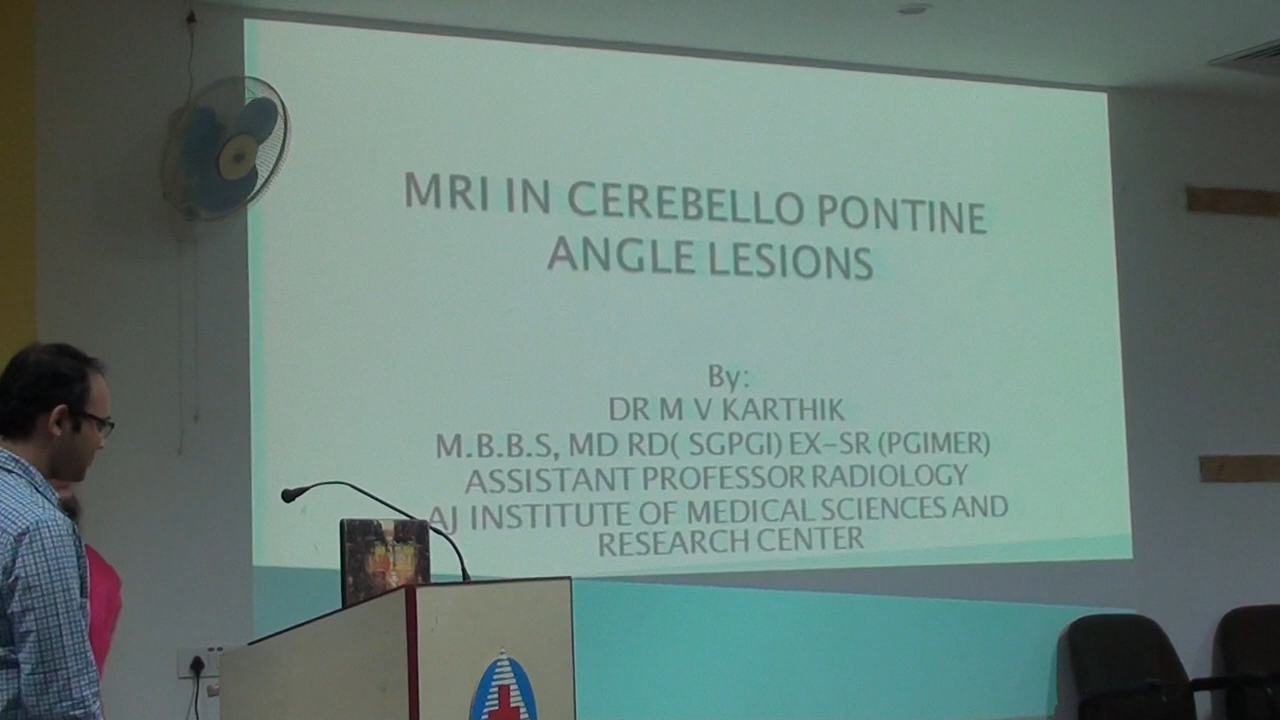 MRI IN CEREBELLO PONTINE
ANGLE LESIONS
By:
DR M V KARTHIK
M.B.B.S, MD RD( SGPGI) EX-SR (PGIMER)
ASSISTANT PROFESSOR RADIOLOGY
AJ INSTITUTE OF MEDICAL SCIENCES AND
RESEARCH CENTER